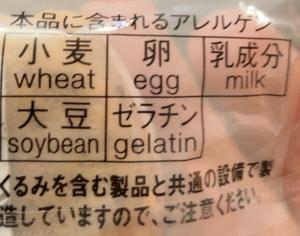 本品に含まれるアレルゲン
小麦 卵 乳成分
wheat egg milk
大豆 ゼラチン
soybean gelatin
くるみを含む製品と共通の設備で製
造していますので、ご注意ください。